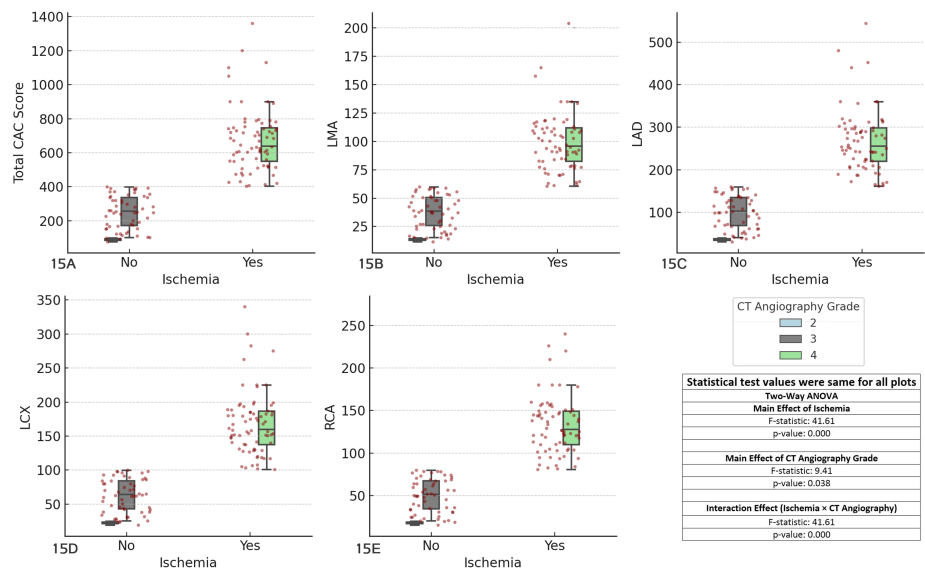 1400
1200
1000
800
600
400
200
Total CAC Score
No
Yes
15A
Ischemia
200
175
150
125
100
75
50
25
LMA
No
Yes
15B
Ischemia
500
400
300
200
100
LAD
No
Yes
15C
Ischemia
350
300
250
200
150
100
50
LCX
No
Yes
15D
Ischemia
250
200
150
100
50
RCA
No
Yes
15E
Ischemia
CT Angiography Grade
2
3
4
Statistical test values were same for all plots
Two-Way ANOVA
Main Effect of Ischemia
F-statistic: 41.61
p-value: 0.000
Main Effect of CT Angiography Grade
F-statistic: 9.41
p-value: 0.038
Interaction Effect (Ischemia × CT Angiography)
F-statistic: 41.61
p-value: 0.000